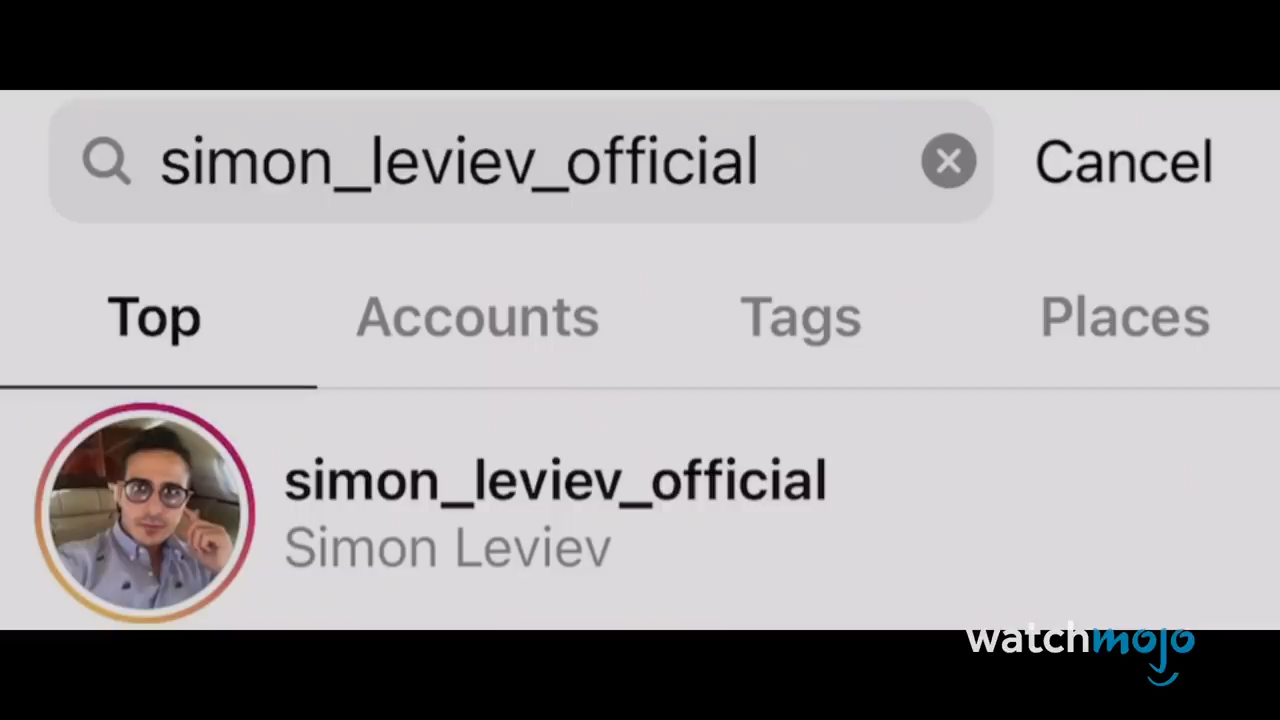 simon_leviev_official
Cancel
Top Accounts Tags Places
simon_leviev_official
Simon Leviev
watchmojo